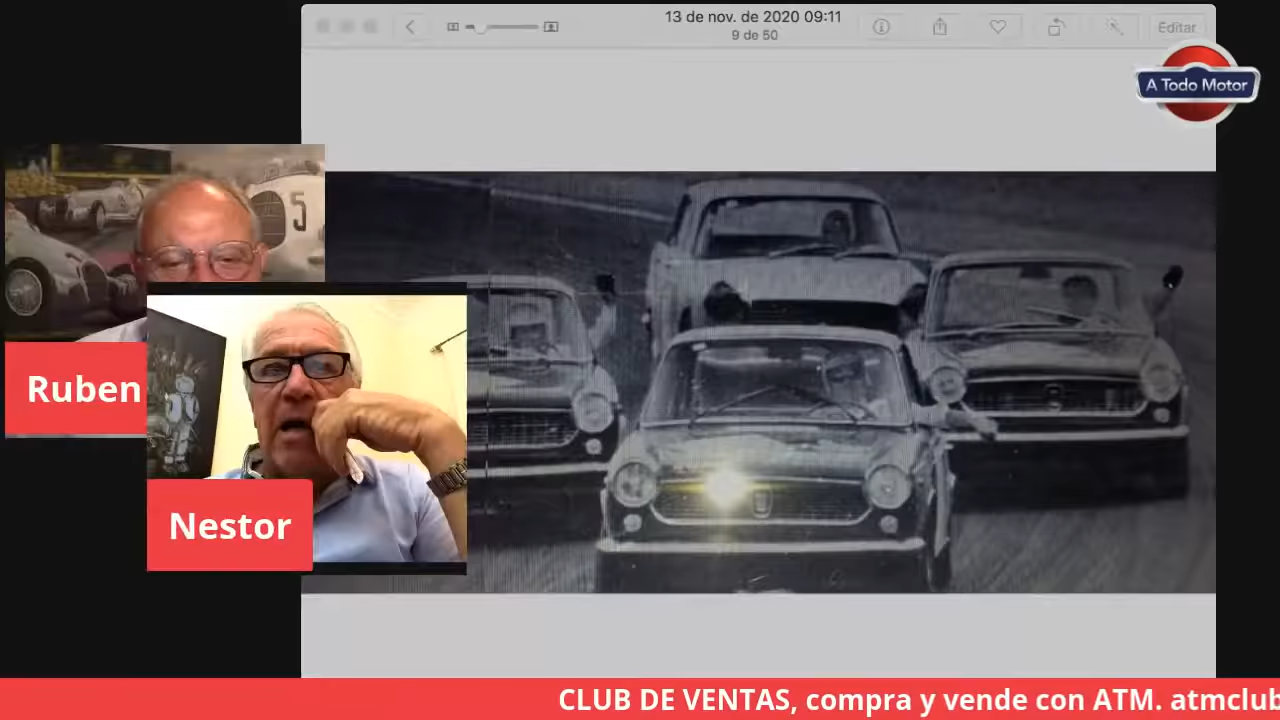 13 de nov. de 2020 09:11
9 de 50
Editar
A Todo Motor
5
Ruben
Nestor
CLUB DE VENTAS, compra y vende con ATM. atmclub